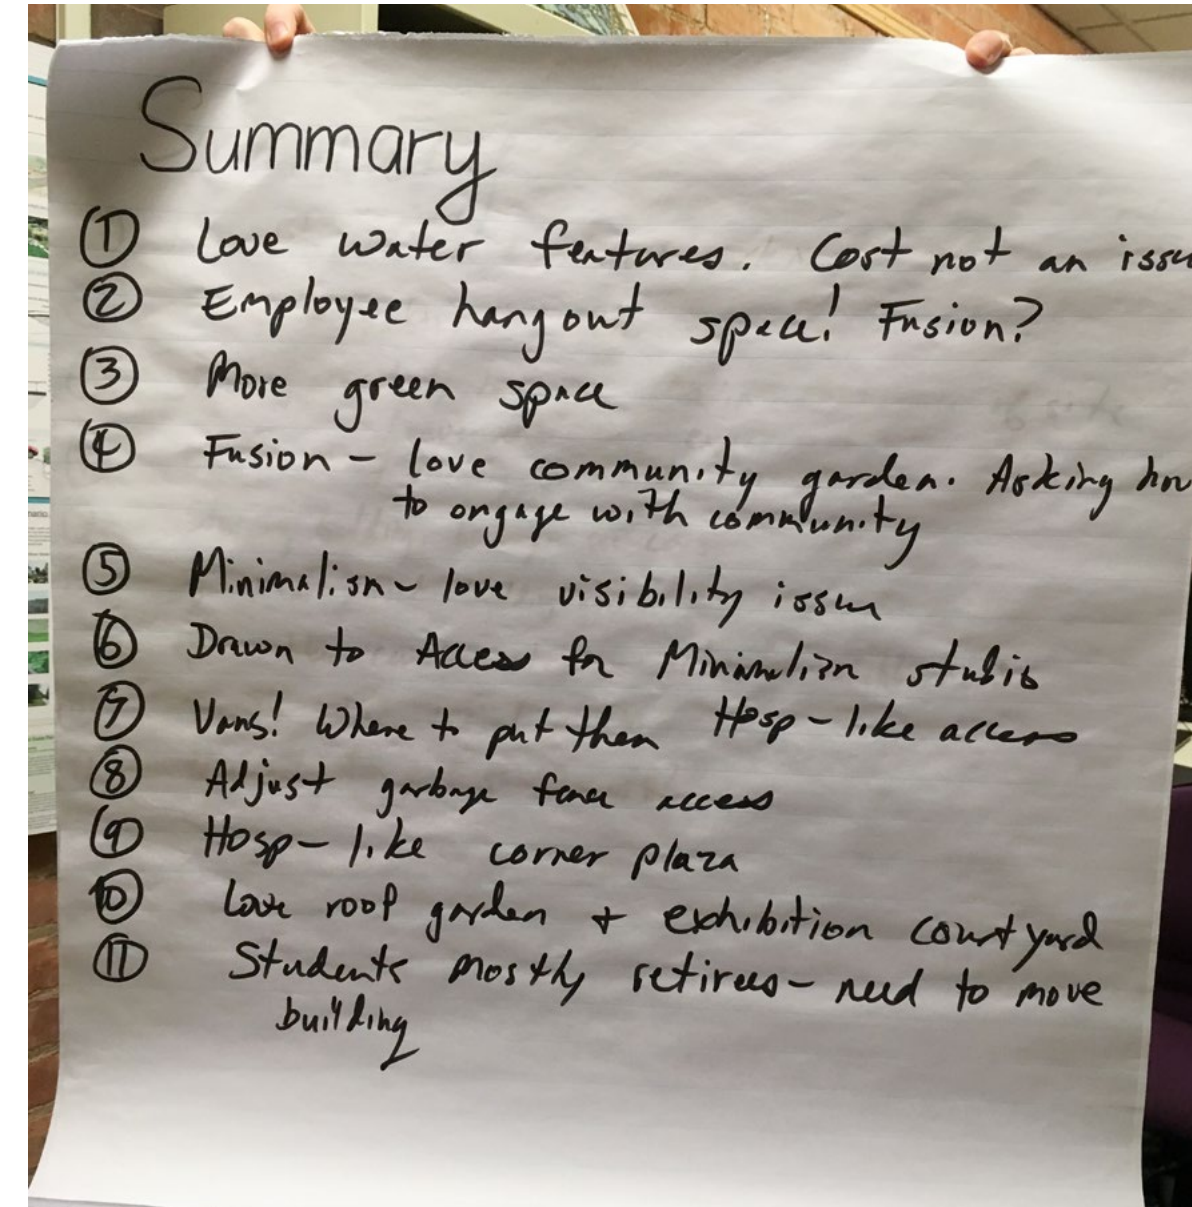 Summary
① Love water features. Cost not an issu
② Employee hangout space! Fusion?
③ More green space
④ Fusion – love community garden. Asking how
to engage with community
⑤ Minimalism – love visibility issue
⑥ Drawn to Access for Minimalism studio
⑦ Vans! Where to put them Hosp-like access
⑧ Adjust garbage fence access
⑨ Hosp-like corner plaza
⑩ Love roof garden + exhibition courtyard
⑪ Students mostly retirees – need to move
building